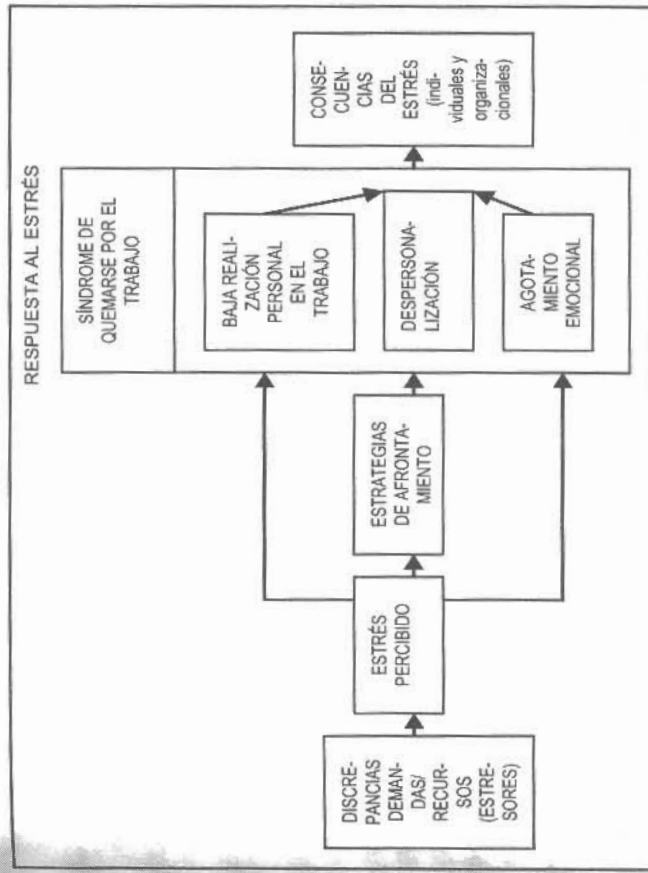 RESPUESTA AL ESTRÉS
DISCRE-
PANCIAS
DEMAN-
DAS/
RECUR-
SOS
(ESTRE-
SORES)
ESTRÉS
PERCIBIDO
ESTRATEGIAS
DE AFRONTA-
MIENTO
SÍNDROME DE
QUEMARSE POR EL
TRABAJO
BAJA REALI-
ZACIÓN
PERSONAL
EN EL
TRABAJO
DESPERSONA-
LIZACIÓN
AGOTA-
MIENTO
EMOCIONAL
CONSE-
CUEN-
CIAS
DEL
ESTRÉS
(indi-
viduales y
organiza-
cionales)